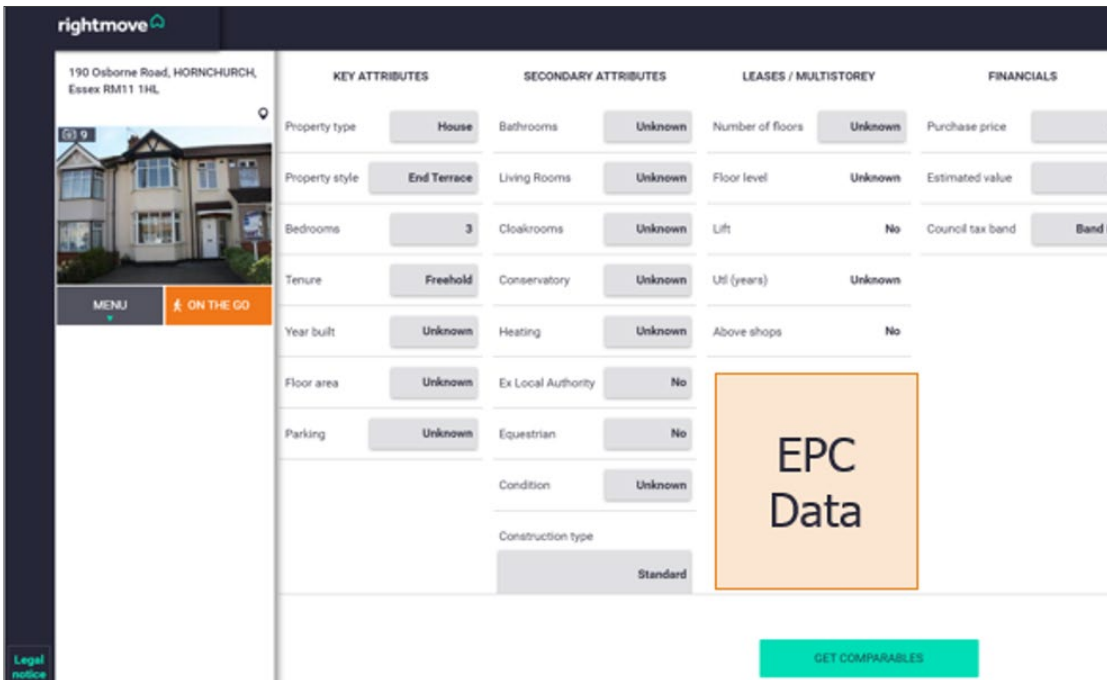 rightmove
190 Osborne Road, HORNCHURCH,
Essex RM11 1HL
9
MENU
ON THE GO
KEY ATTRIBUTES
Property type House
Property style End Terrace
Bedrooms 3
Tenure Freehold
Year built Unknown
Floor area Unknown
Parking Unknown
SECONDARY ATTRIBUTES
Bathrooms Unknown
Living Rooms Unknown
Cloakrooms Unknown
Conservatory Unknown
Heating Unknown
Ex Local Authority No
Equestrian No
Condition Unknown
Construction type
Standard
LEASES / MULTISTOREY
Number of floors Unknown
Floor level Unknown
Lift No
Utl (years) Unknown
Above shops No
EPC
Data
FINANCIALS
Purchase price
Estimated value
Council tax band Band
GET COMPARABLES
Legal
notice